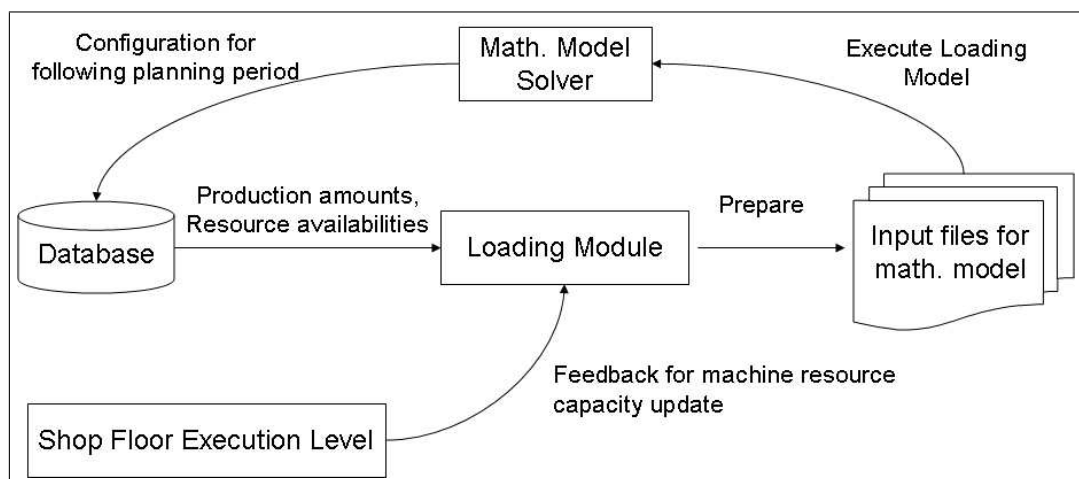 Configuration for
following planning period
Math. Model
Solver
Execute Loading
Model
Database
Production amounts,
Resource availabilities
Loading Module
Prepare
Input files for
math. model
Feedback for machine resource
capacity update
Shop Floor Execution Level